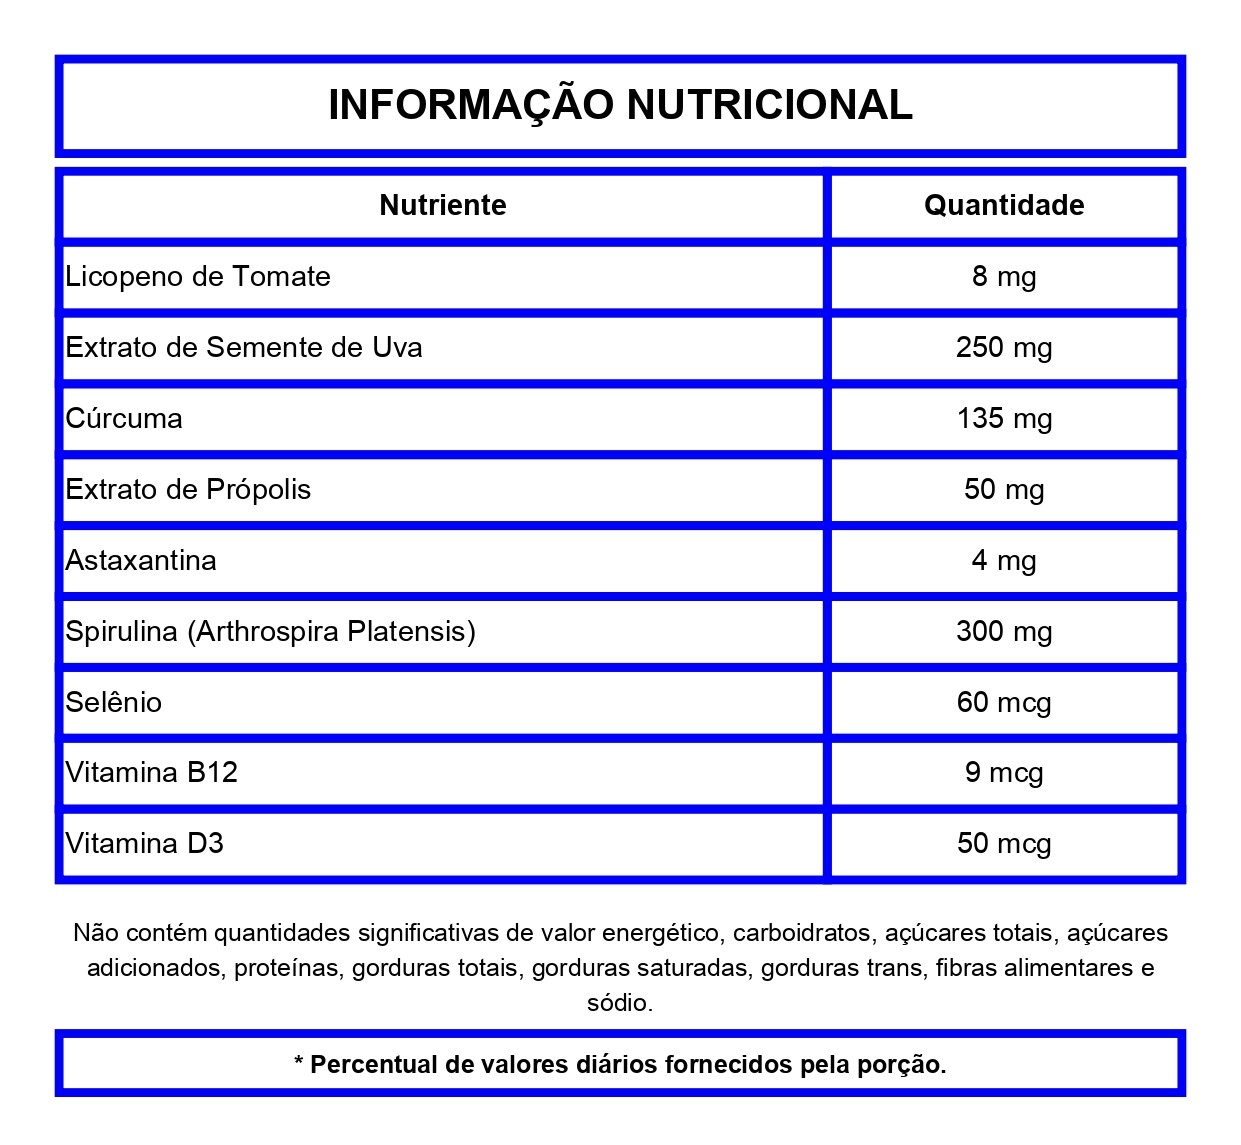 INFORMAÇÃO NUTRICIONAL
Nutriente Quantidade
Licopeno de Tomate 8 mg
Extrato de Semente de Uva 250 mg
Cúrcuma 135 mg
Extrato de Própolis 50 mg
Astaxantina 4 mg
Spirulina (Arthrospira Platensis) 300 mg
Selênio 60 mcg
Vitamina B12 9 mcg
Vitamina D3 50 mcg
Não contém quantidades significativas de valor energético, carboidratos, açúcares totais, açúcares
adicionados, proteínas, gorduras totais, gorduras saturadas, gorduras trans, fibras alimentares e
sódio.
* Percentual de valores diários fornecidos pela porção.